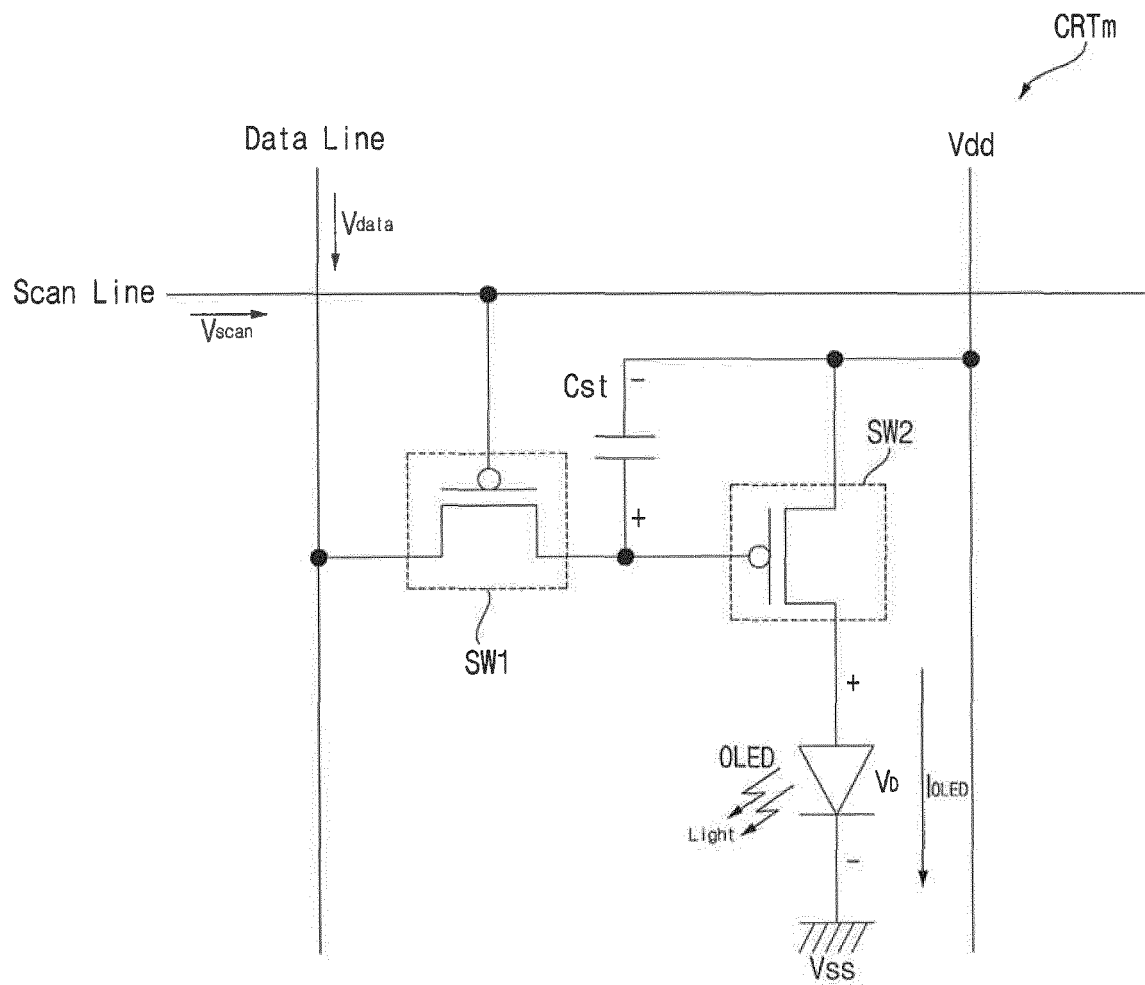 CRTm
Data Line
Vdd
Vdata
Scan Line
Vscan
Cst
-
SW2
+
SW1
+
OLED
VD
IOLED
Light
-
Vss